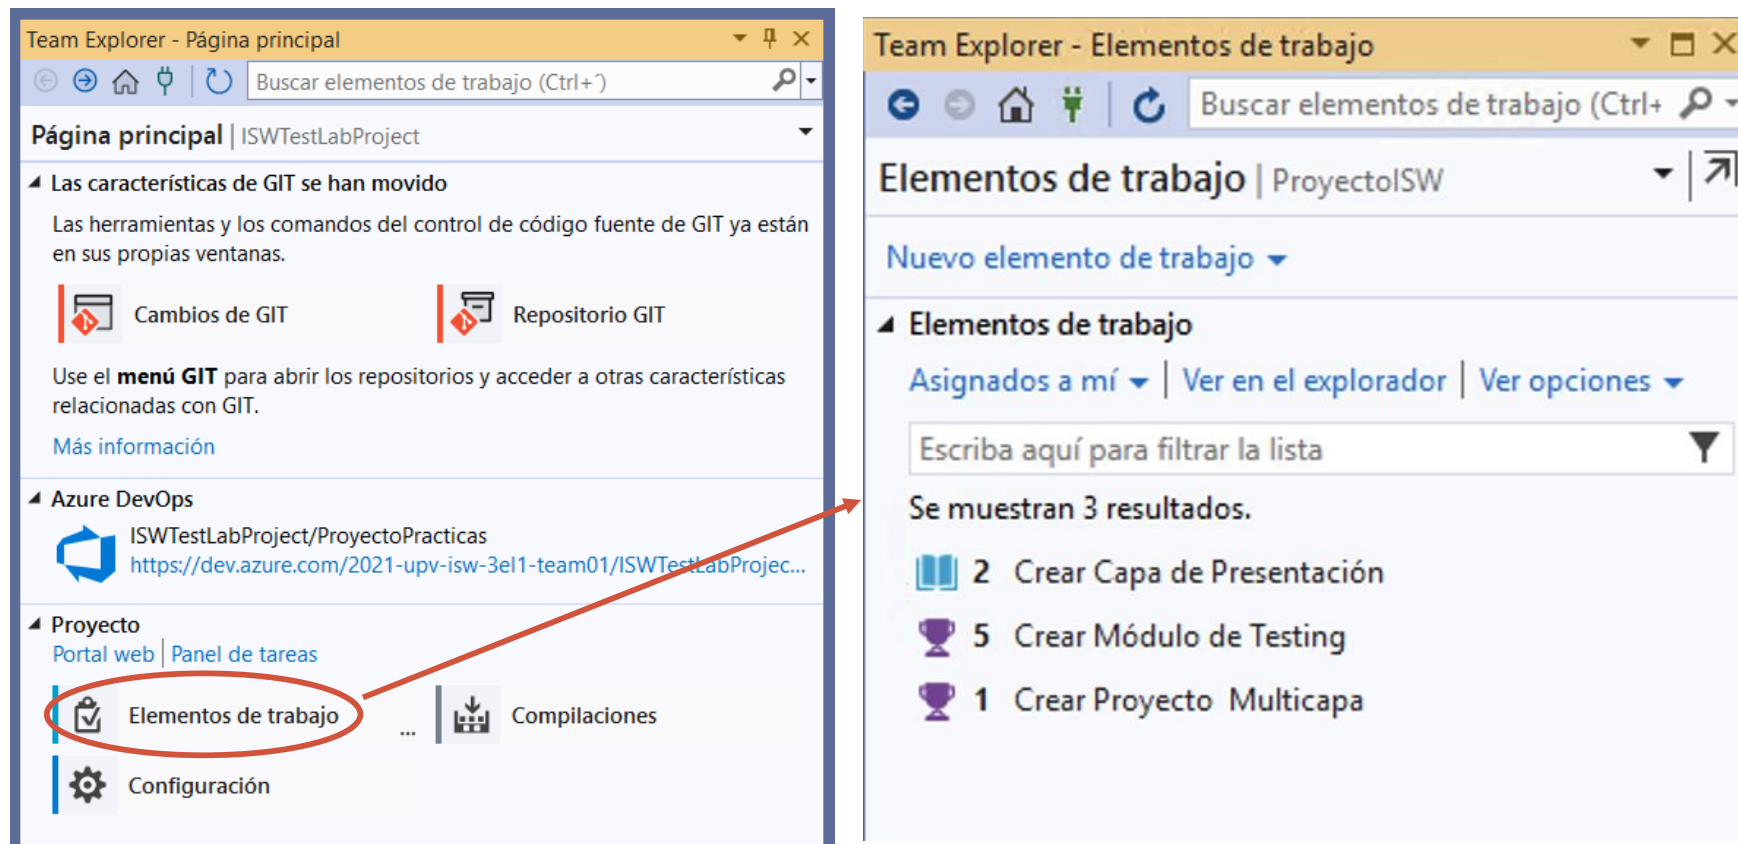 Team Explorer - Página principal
Buscar elementos de trabajo (Ctrl+´)
Página principal | ISWTestLabProject
Las características de GIT se han movido
Las herramientas y los comandos del control de código fuente de GIT ya están
en sus propias ventanas.
Cambios de GIT
Repositorio GIT
Use el menú GIT para abrir los repositorios y acceder a otras características
relacionadas con GIT.
Más información
Azure DevOps
ISWTestLabProject/ProyectoPracticas
https://dev.azure.com/2021-upv-isw-3el1-team01/ISWTestLabProjec...
Proyecto
Portal web | Panel de tareas
Elementos de trabajo
...
Compilaciones
Configuración
Team Explorer - Elementos de trabajo
Buscar elementos de trabajo (Ctrl+
Elementos de trabajo | ProyectoISW
Nuevo elemento de trabajo
Elementos de trabajo
Asignados a mí | Ver en el explorador | Ver opciones
Escriba aquí para filtrar la lista
Se muestran 3 resultados.
2 Crear Capa de Presentación
5 Crear Módulo de Testing
1 Crear Proyecto Multicapa